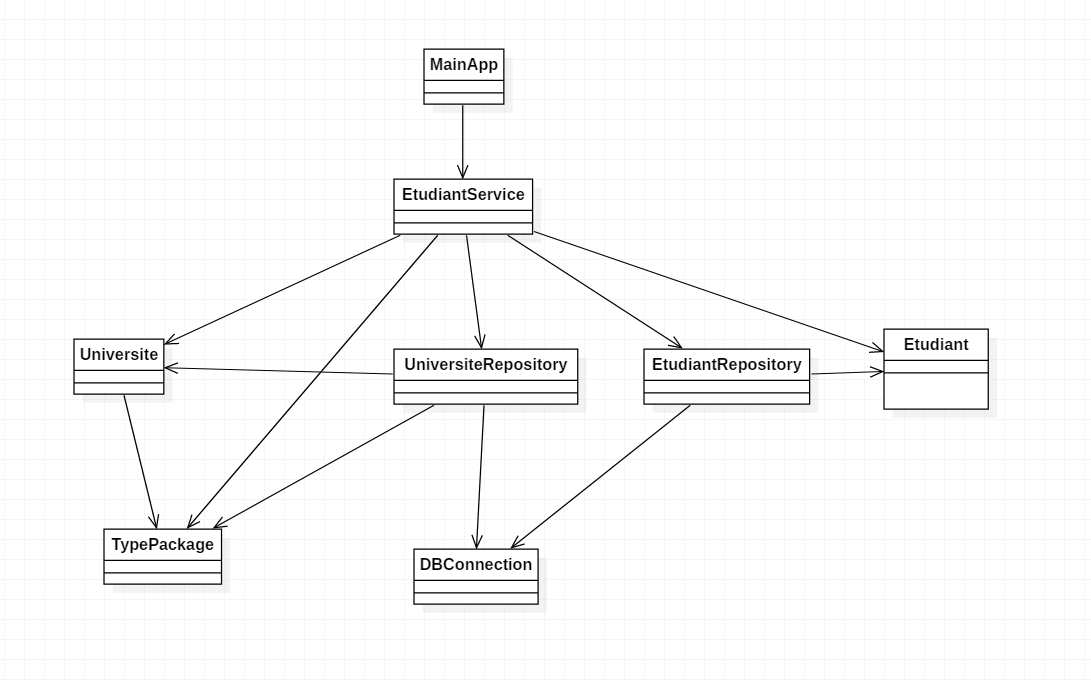 MainApp
EtudiantService
Universite
UniversiteRepository
EtudiantRepository
Etudiant
TypePackage
DBConnection